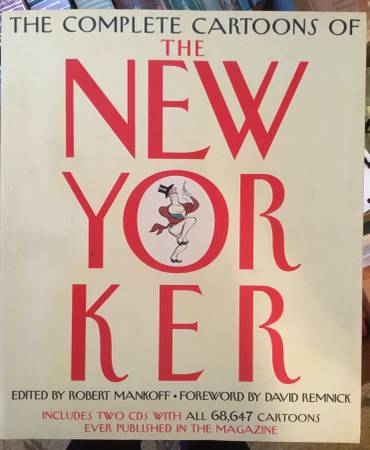 THE COMPLETE CARTOONS OF
THE
NEW
YOR
KER
EDITED BY ROBERT MANKOFF • FOREWORD BY DAVID REMNICK
INCLUDES TWO CDS WITH ALL 68,647 CARTOONS
EVER PUBLISHED IN THE MAGAZINE